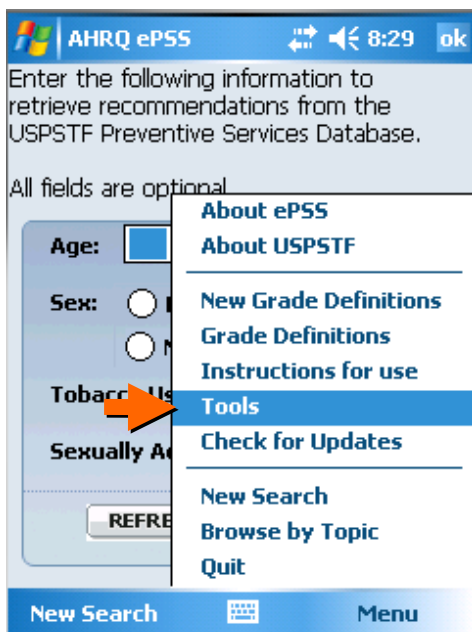 AHRQ ePSS 8:29 ok
Enter the following information to
retrieve recommendations from the
USPSTF Preventive Services Database.
All fields are optional
Age:
Sex:
Sexually
REFRE
About ePSS
About USPSTF
New Grade Definitions
Grade Definitions
Instructions for use
Tools
Check for Updates
New Search
Browse by Topic
Quit
New Search Menu